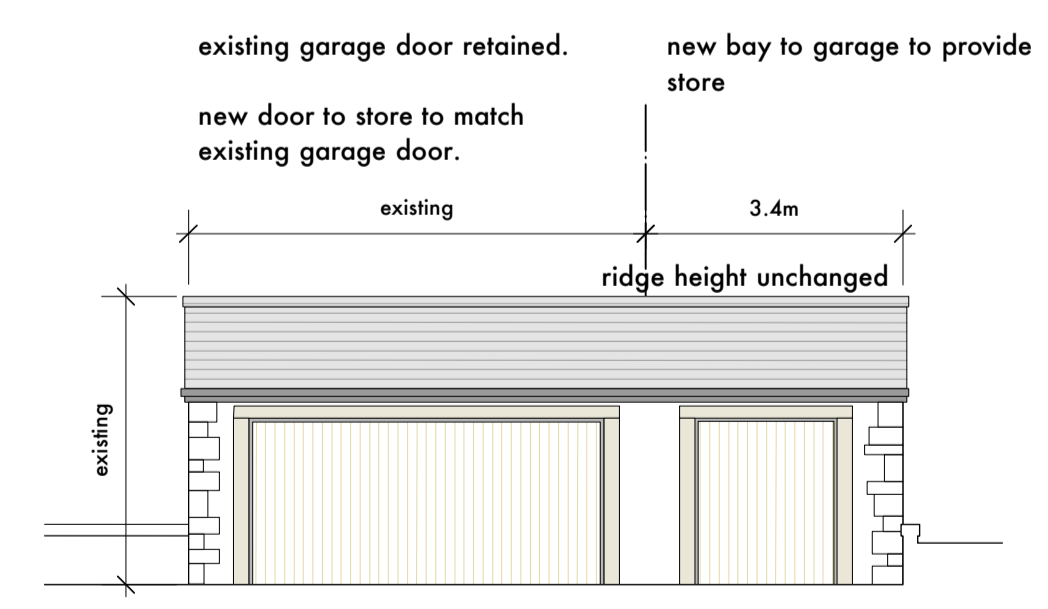 existing garage door retained.
new door to store to match
existing garage door.
new bay to garage to provide
store
existing
3.4m
ridge height unchanged
existing